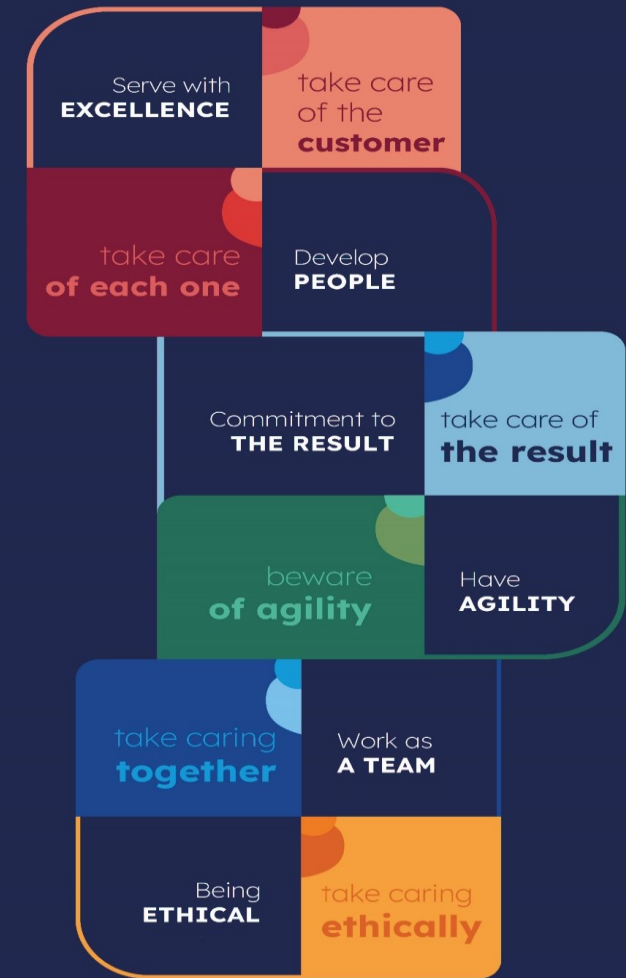 Serve with
EXCELLENCE
take care
of the
customer
take care
of each one
Develop
PEOPLE
Commitment to
THE RESULT
take care of
the result
beware
of agility
Have
AGILITY
take caring
together
Work as
A TEAM
Being
ETHICAL
take caring
ethically